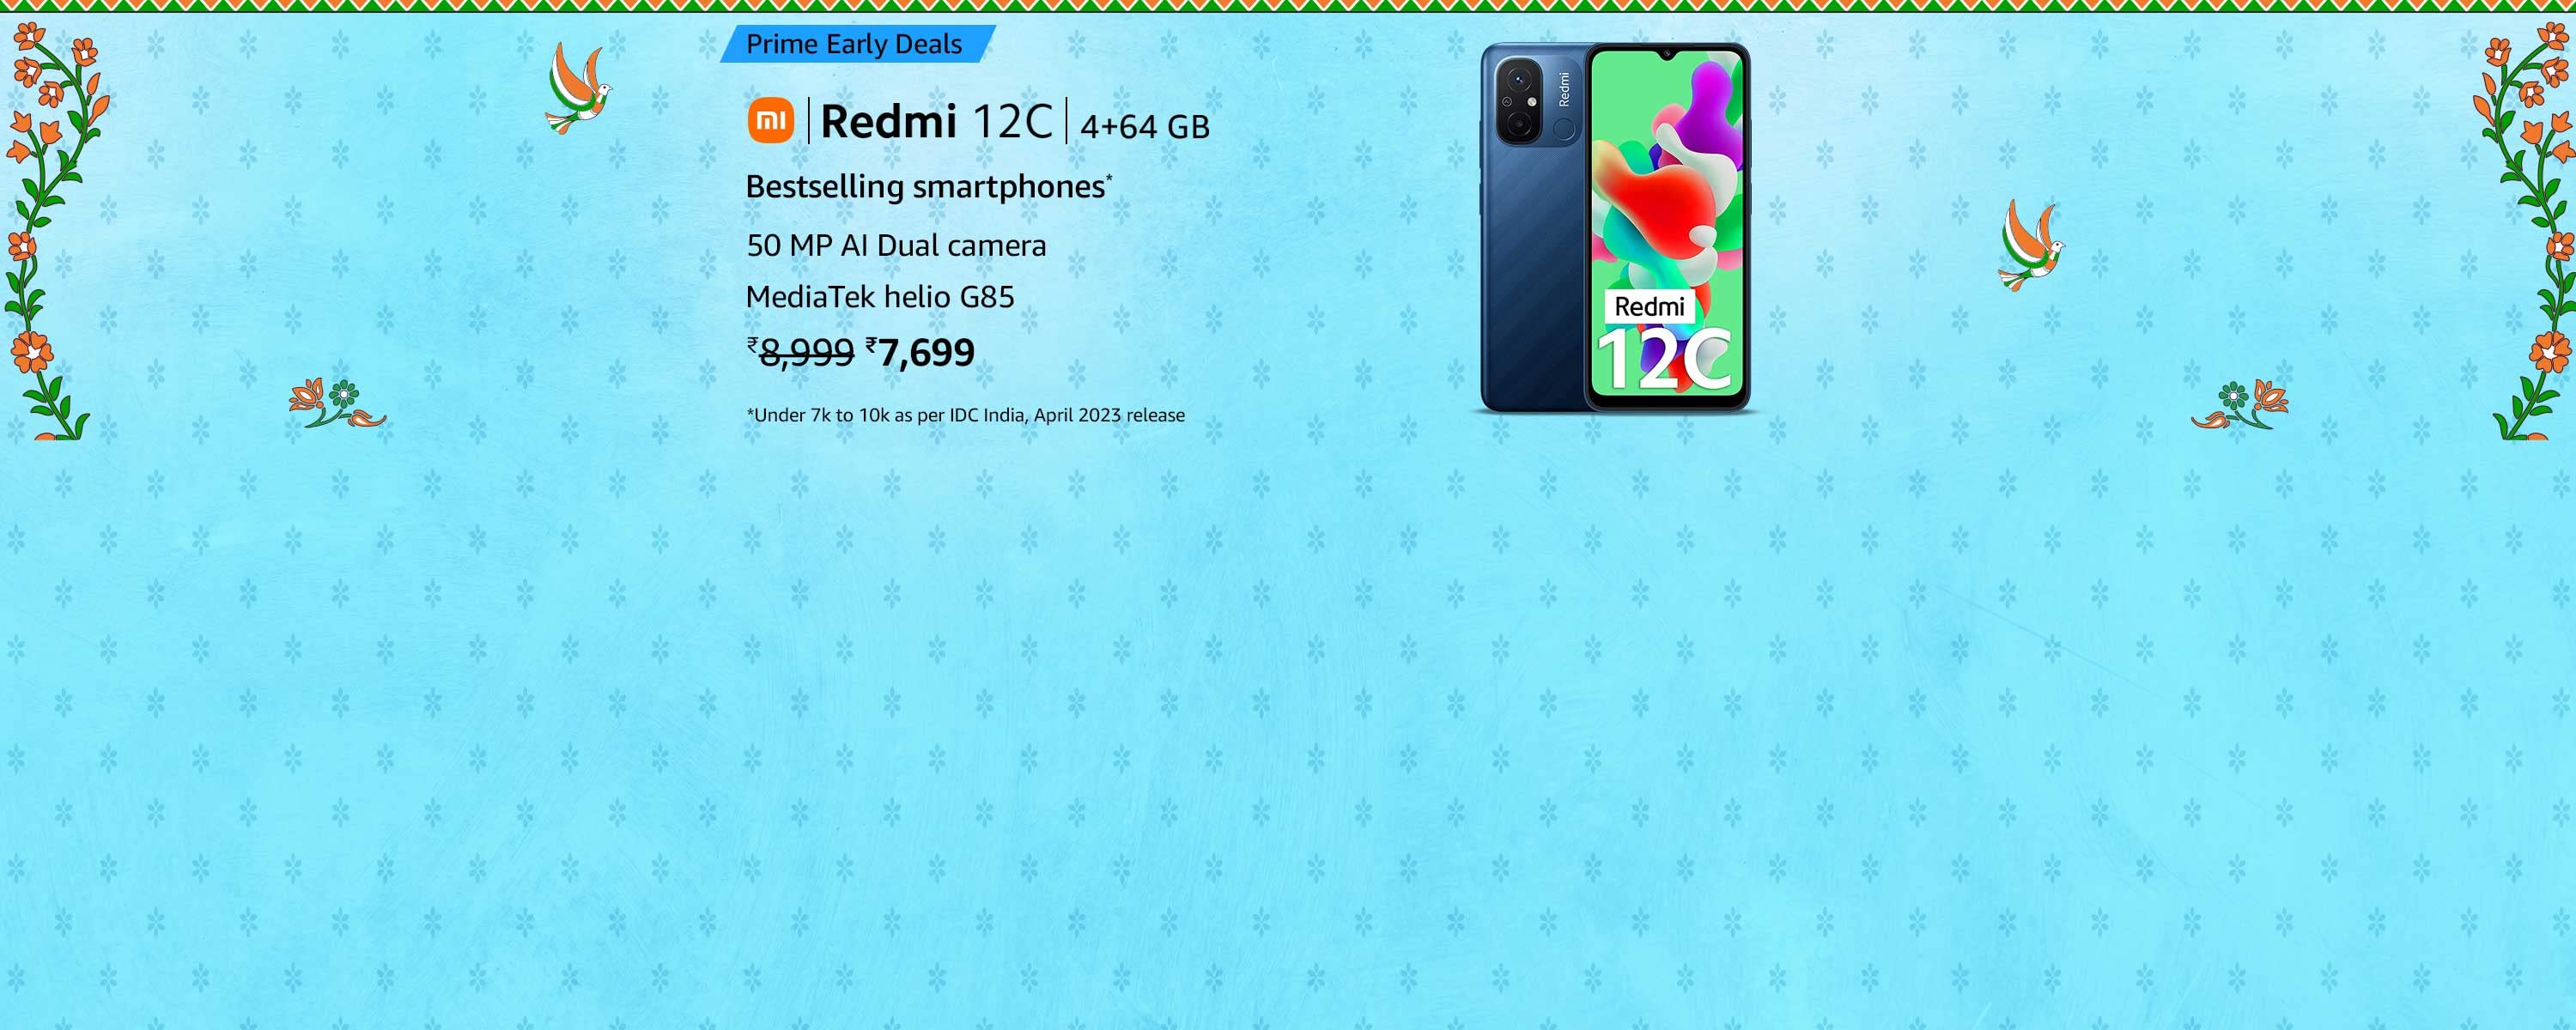 Prime Early Deals
mi | Redmi 12C | 4+64 GB
Bestselling smartphones*
50 MP AI Dual camera
MediaTek helio G85
₹8,999 ₹7,699
*Under 7k to 10k as per IDC India, April 2023 release
Redmi
Redmi
12C